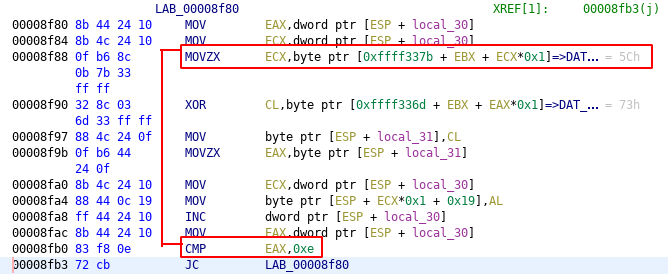 LAB_00008f80 XREF[1]: 00008fb3(j)
00008f80 8b 44 24 10 MOV EAX,dword ptr [ESP + local_30]
00008f84 8b 4c 24 10 MOV ECX,dword ptr [ESP + local_30]
00008f88 0f b6 8c MOVZX ECX,byte ptr [0xffff337b + EBX + ECX*0x1]=>DAT... = 5Ch
0b 7b 33
ff ff
00008f90 32 8c 03 XOR CL,byte ptr [0xffff336d + EBX + EAX*0x1]=>DAT_... = 73h
6d 33 ff ff
00008f97 88 4c 24 0f MOV byte ptr [ESP + local_31],CL
00008f9b 0f b6 44 MOVZX EAX,byte ptr [ESP + local_31]
24 0f
00008fa0 8b 4c 24 10 MOV ECX,dword ptr [ESP + local_30]
00008fa4 88 44 0c 19 MOV byte ptr [ESP + ECX*0x1 + 0x19],AL
00008fa8 ff 44 24 10 INC dword ptr [ESP + local_30]
00008fac 8b 44 24 10 MOV EAX,dword ptr [ESP + local_30]
00008fb0 83 f8 0e CMP EAX,0xe
00008fb3 72 cb JC LAB_00008f80